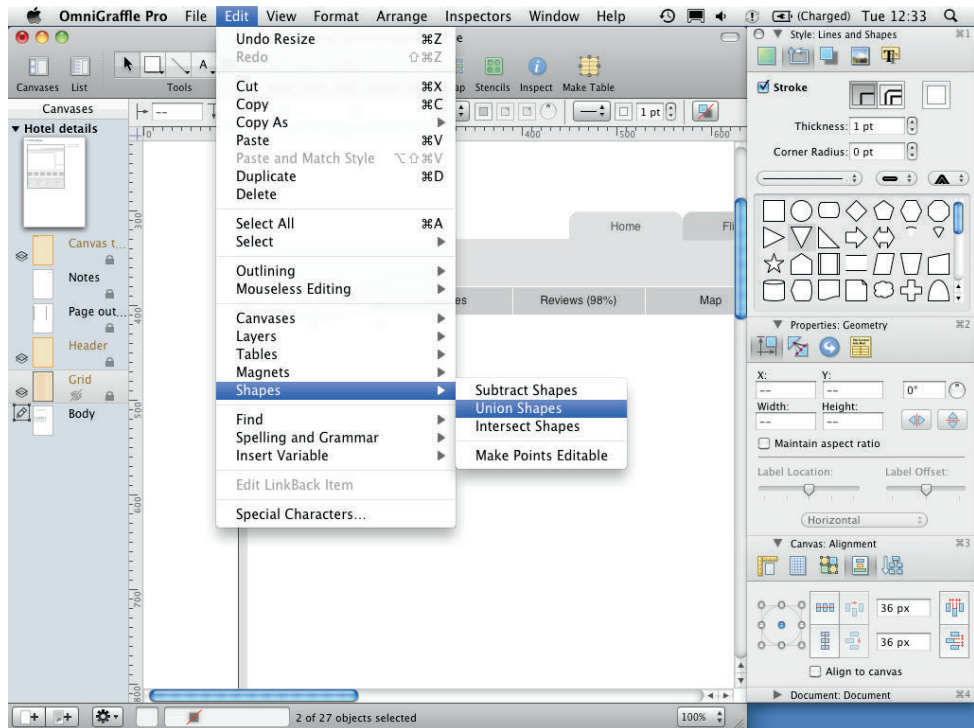 OmniGraffle Pro File Edit View Format Arrange Inspectors Window Help (Charged) Tue 12:33
Canvases List Tools Stencils Inspect Make Table
Canvases
Hotel details
Canvas t...
Notes
Page out...
Header
Grid
Body
Undo Resize ⌘Z
Redo ⇧⌘Z
Cut ⌘X
Copy ⌘C
Copy As
Paste ⌘V
Paste and Match Style ⌥⇧⌘V
Duplicate ⌘D
Delete
Select All ⌘A
Select
Outlining
Mouseless Editing
Canvases
Layers
Tables
Magnets
Shapes
Find
Spelling and Grammar
Insert Variable
Edit LinkBack Item
Special Characters...
Subtract Shapes
Union Shapes
Intersect Shapes
Make Points Editable
-- 1 pt
0 400 500 600
300
400
500
600
700
800
Home
Reviews (98%) Map
2 of 27 objects selected 100%
Style: Lines and Shapes ⌘1
Stroke
Thickness: 1 pt
Corner Radius: 0 pt
Properties: Geometry ⌘2
X: Y:
-- -- 0°
Width: Height:
-- --
Maintain aspect ratio
Label Location: Label Offset:
Horizontal
Canvas: Alignment ⌘3
36 px
36 px
Align to canvas
Document: Document ⌘4